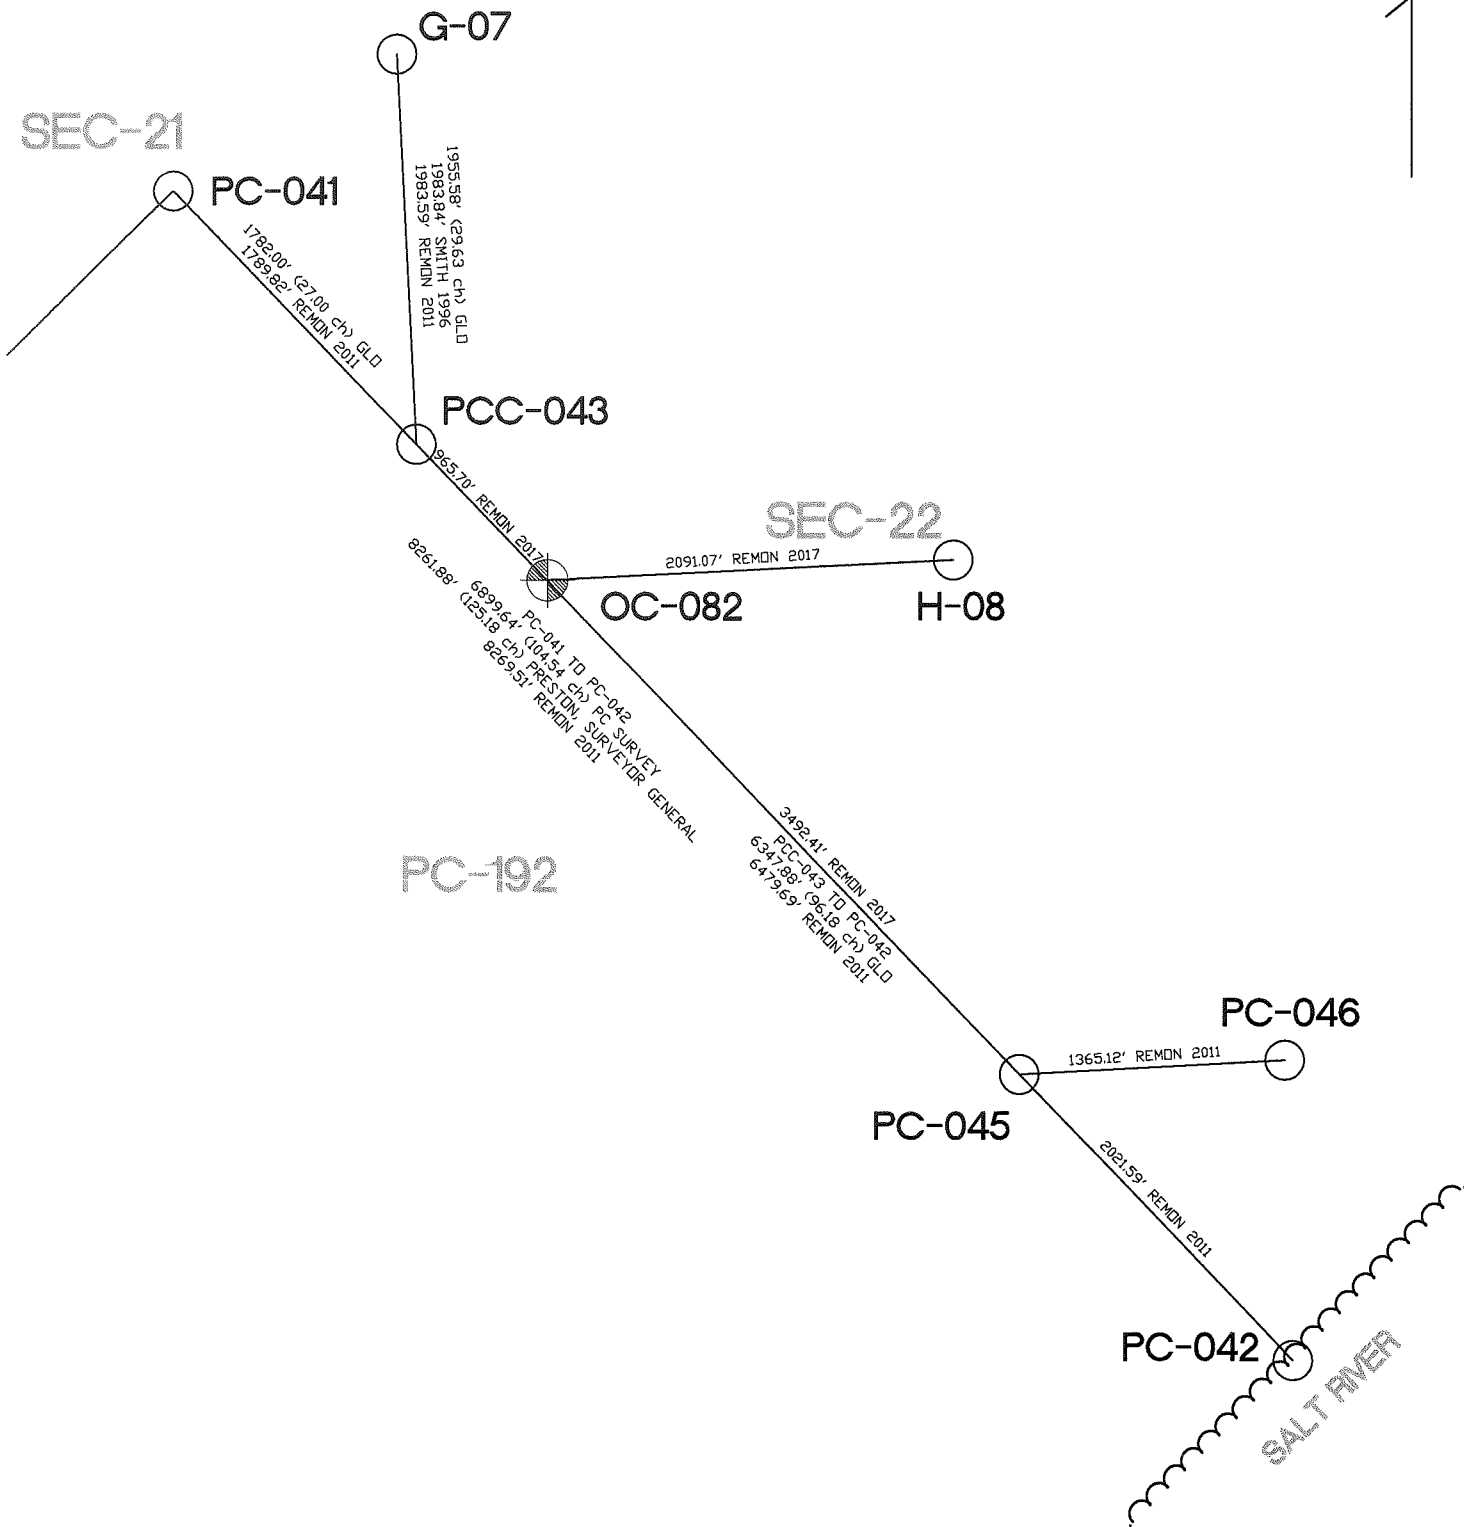 G-07
SEC-21
PC-041
1955.58' (29.63 ch) GLO
1983.84' SMITH 1996
1983.59' REMON 2011
1782.00' (27.00 ch) GLO
1789.82' REMON 2011
PCC-043
965.70' REMON 2017
SEC-22
2091.07' REMON 2017
OC-082
H-08
PC-041 TO PC-042
6899.64' (104.54 ch) PC SURVEY
8261.88' (125.18 ch) PRESTON, SURVEYOR GENERAL
8269.51' REMON 2011
3492.41' REMON 2017
PCC-043 TO PC-042
6347.88' (96.18 ch) GLO
6479.69' REMON 2011
PC-192
PC-046
1365.12' REMON 2011
PC-045
2021.59' REMON 2011
PC-042
SALT RIVER